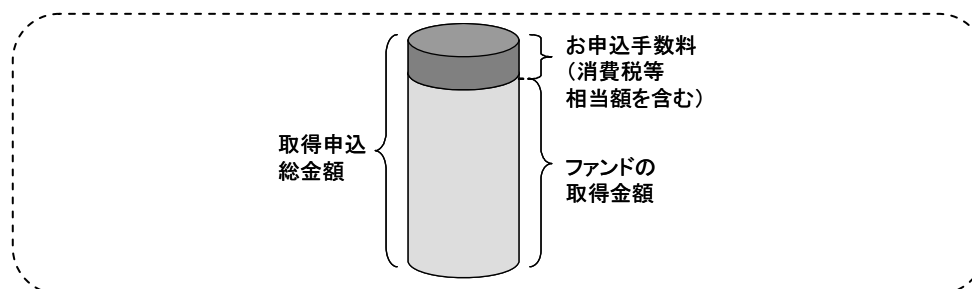 お申込手数料
（消費税等
相当額を含む）
取得申込
総金額
ファンドの
取得金額